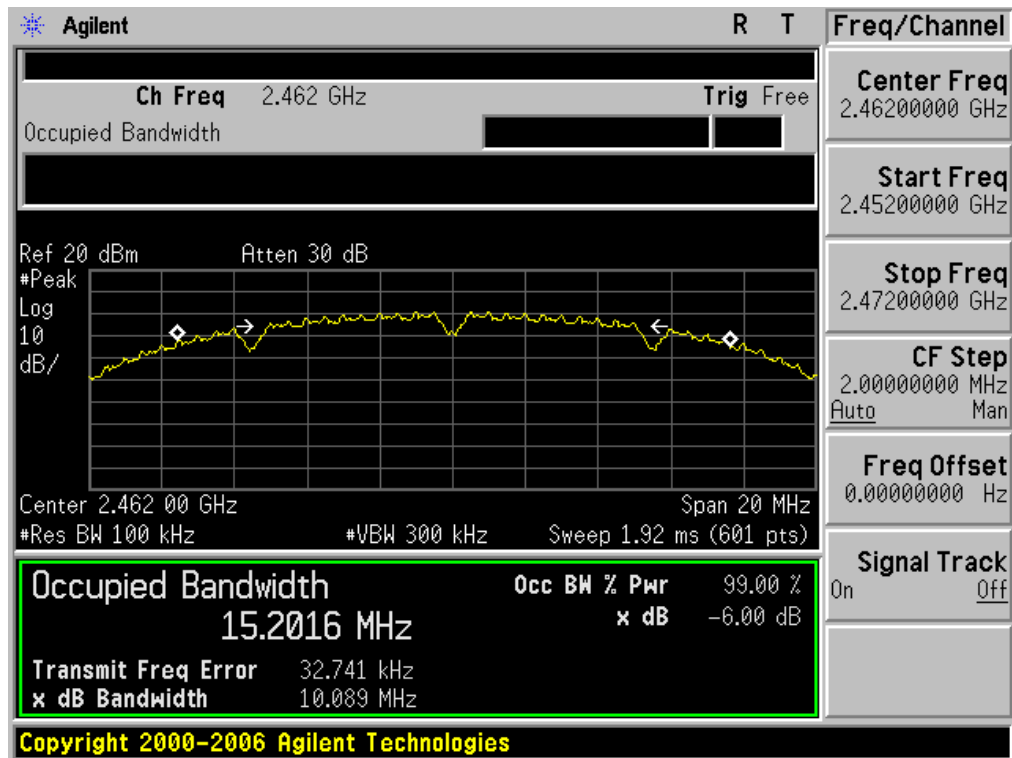 Agilent R T Freq/Channel
Ch Freq 2.462 GHz Trig Free
Occupied Bandwidth
Center Freq
2.46200000 GHz
Start Freq
2.45200000 GHz
Stop Freq
2.47200000 GHz
CF Step
2.00000000 MHz
Auto Man
Freq Offset
0.00000000 Hz
Signal Track
On Off
Ref 20 dBm Atten 30 dB
#Peak
Log
10
dB/
Center 2.462 00 GHz Span 20 MHz
#Res BW 100 kHz #VBW 300 kHz Sweep 1.92 ms (601 pts)
Occupied Bandwidth Occ BW % Pwr 99.00 %
15.2016 MHz x dB -6.00 dB
Transmit Freq Error 32.741 kHz
x dB Bandwidth 10.089 MHz
Copyright 2000-2006 Agilent Technologies